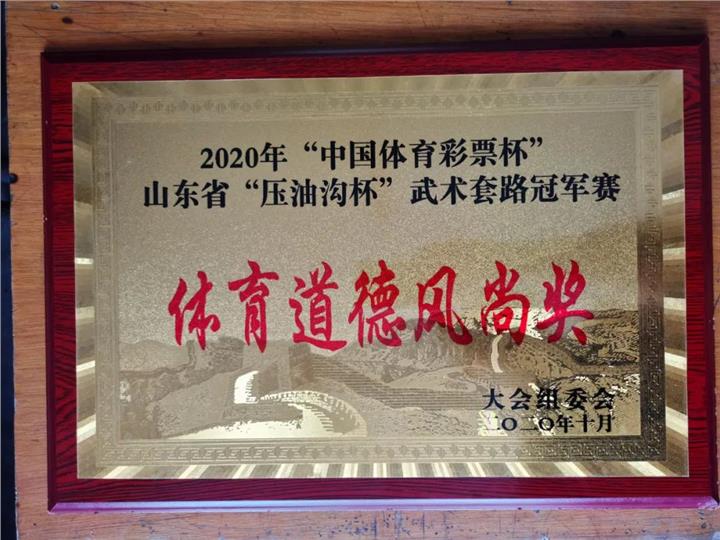 2020年“中国体育彩票杯”
山东省“压油沟杯”武术套路冠军赛
体育道德风尚奖
大会组委会
二〇二〇年十月